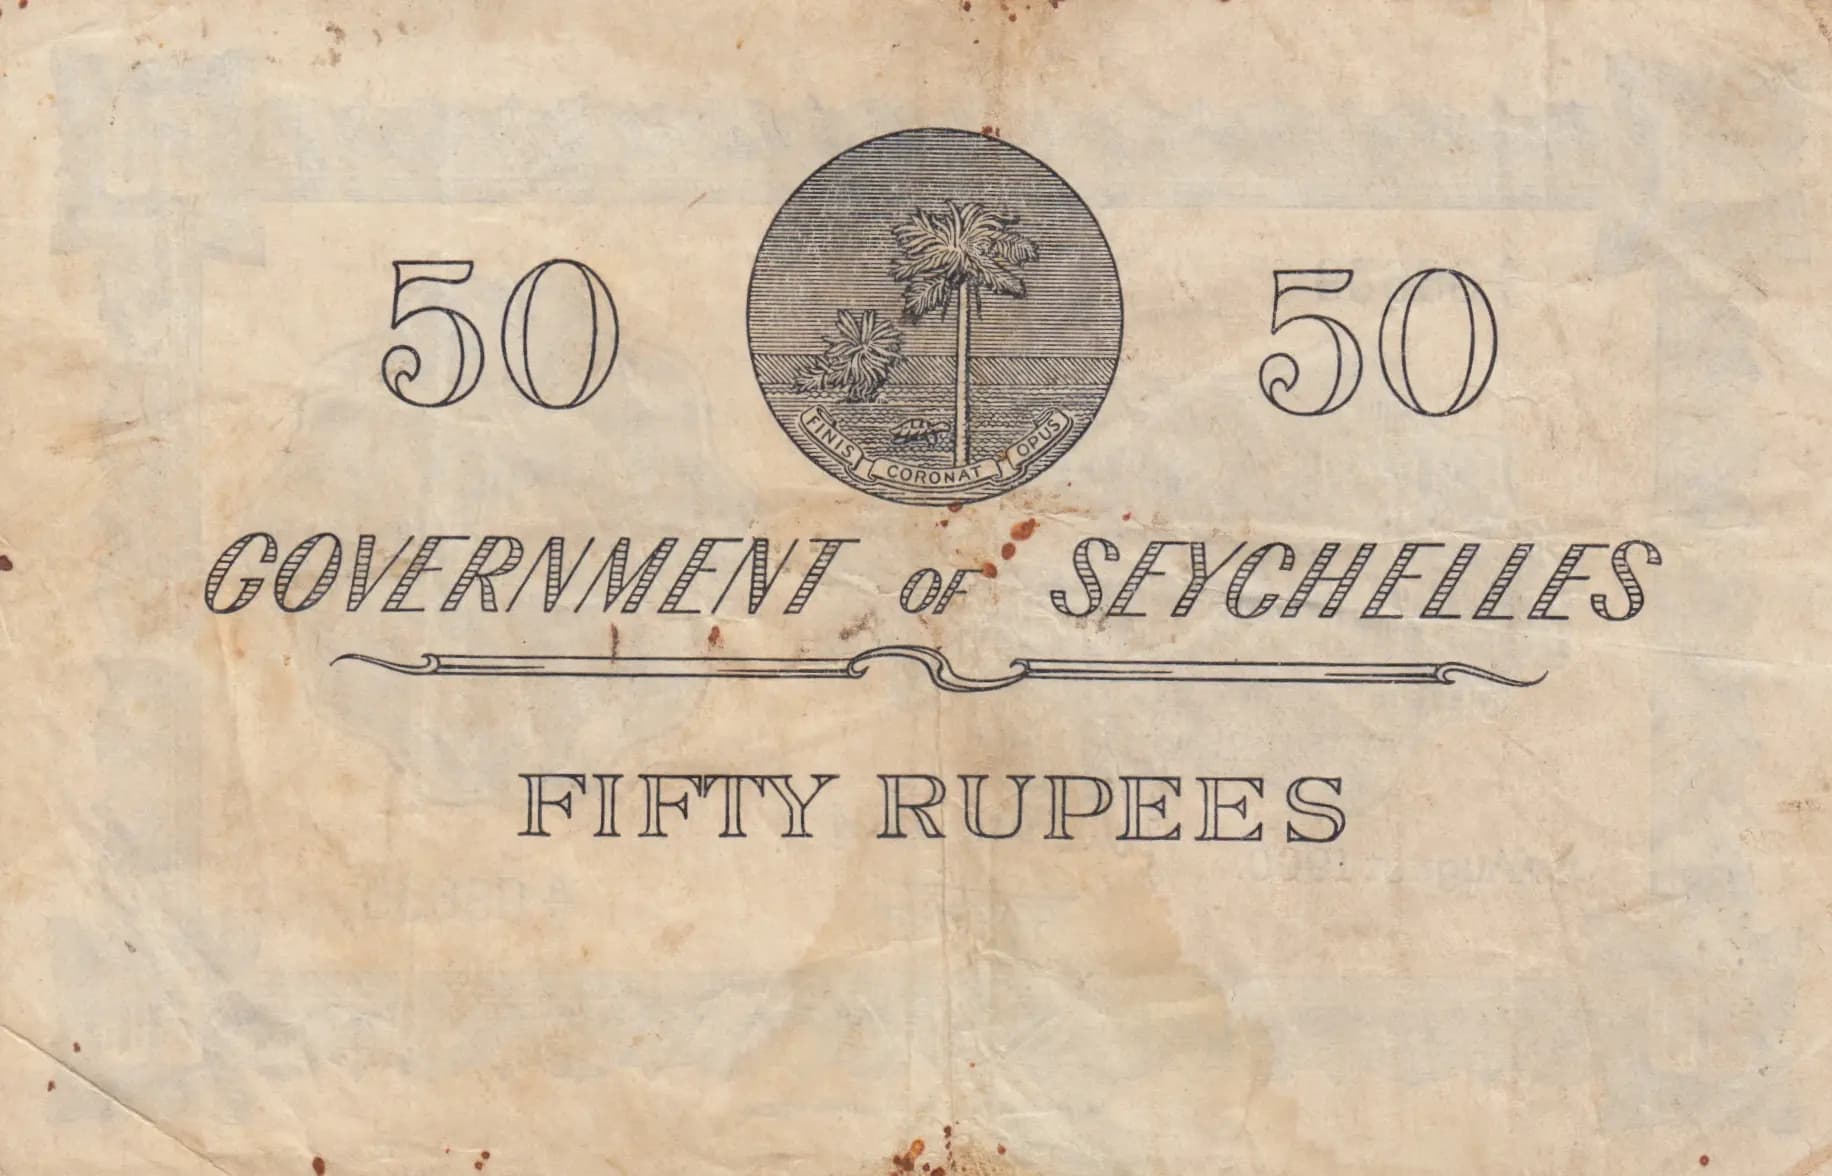 50 50
FINIS CORONAT OPUS
GOVERNMENT OF SEYCHELLES
FIFTY RUPEES